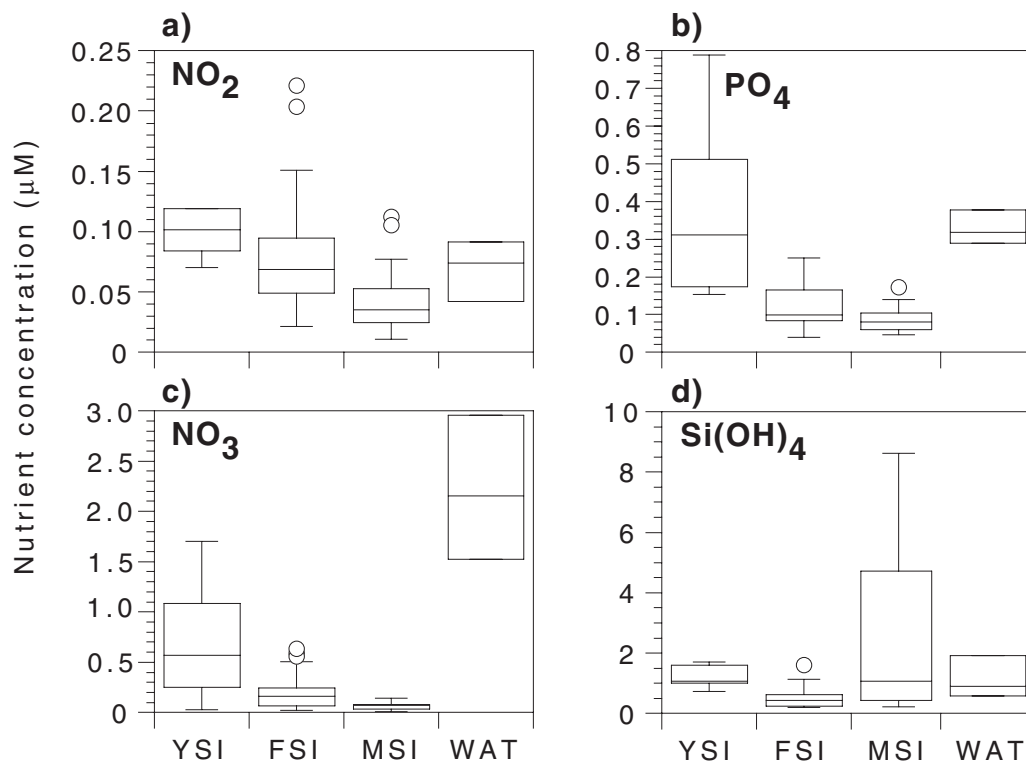 a)
NO2
0.25
0.20
0.15
0.10
0.05
0
b)
PO4
0.8
0.7
0.6
0.5
0.4
0.3
0.2
0.1
0
Nutrient concentration (μM)
c)
NO3
3.0
2.5
2.0
1.5
1.0
0.5
0
YSI FSI MSI WAT
d)
Si(OH)4
10
8
6
4
2
0
YSI FSI MSI WAT